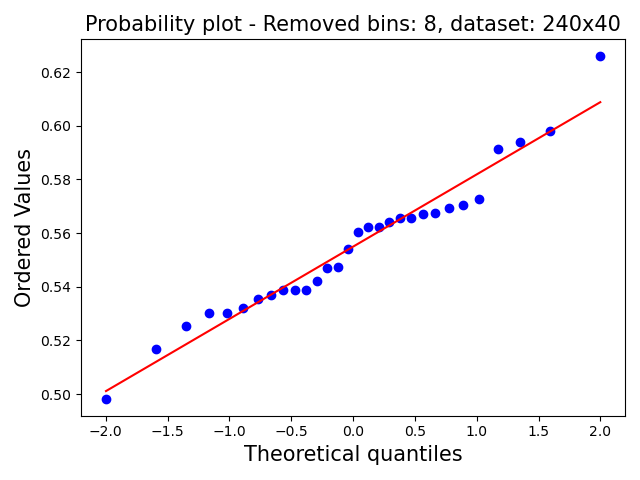 Probability plot - Removed bins: 8, dataset: 240x40
Ordered Values
0.62
0.60
0.58
0.56
0.54
0.52
0.50
−2.0 −1.5 −1.0 −0.5 0.0 0.5 1.0 1.5 2.0
Theoretical quantiles